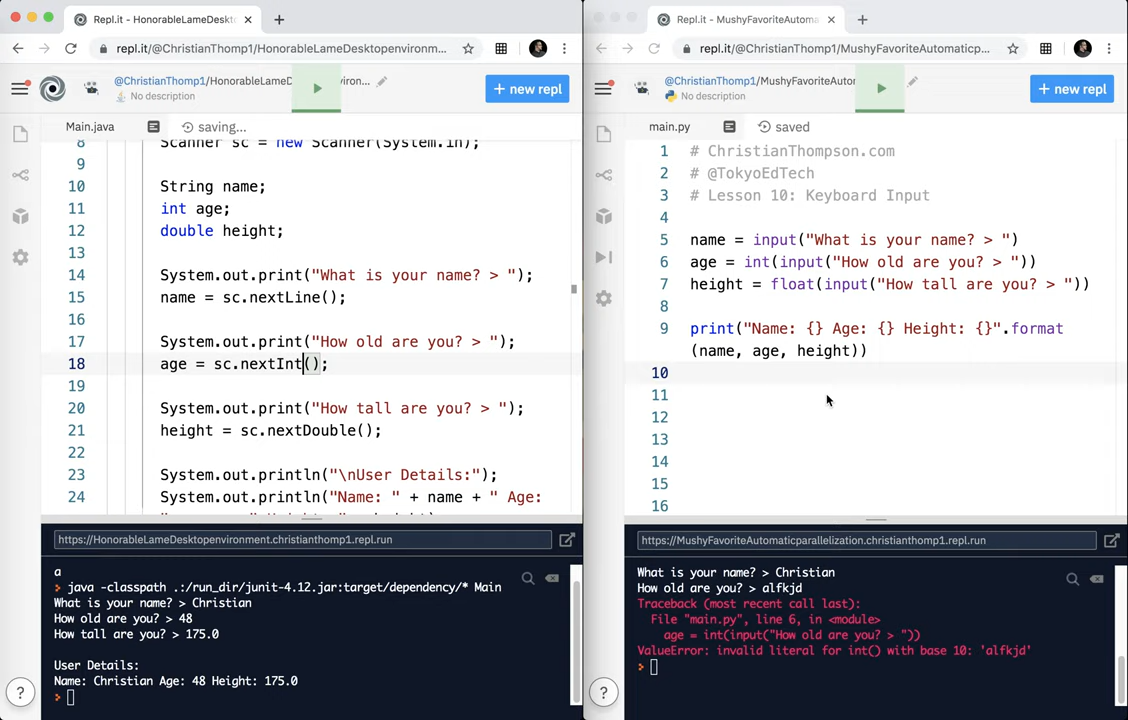 Repl.it - HonorableLameDeskto
repl.it/@ChristianThomp1/HonorableLameDesktopenvironm...
@ChristianThomp1/HonorableLameD
iron...
No description
+ new repl
Main.java
saving...
8 Scanner sc = new Scanner(System.in);
9
10 String name;
11 int age;
12 double height;
13
14 System.out.print("What is your name? > ");
15 name = sc.nextLine();
16
17 System.out.print("How old are you? > ");
18 age = sc.nextInt();
19
20 System.out.print("How tall are you? > ");
21 height = sc.nextDouble();
22
23 System.out.println("\nUser Details:");
24 System.out.println("Name: " + name + " Age:
https://HonorableLameDesktopenvironment.christianthomp1.repl.run
a
> java -classpath .:/run_dir/junit-4.12.jar:target/dependency/* Main
What is your name? > Christian
How old are you? > 48
How tall are you? > 175.0
User Details:
Name: Christian Age: 48 Height: 175.0
>
?
Repl.it - MushyFavoriteAutoma
repl.it/@ChristianThomp1/MushyFavoriteAutomaticp...
@ChristianThomp1/MushyFavoriteAutor
No description
+ new repl
main.py
saved
1 # ChristianThompson.com
2 # @TokyoEdTech
3 # Lesson 10: Keyboard Input
4
5 name = input("What is your name? > ")
6 age = int(input("How old are you? > "))
7 height = float(input("How tall are you? > "))
8
9 print("Name: {} Age: {} Height: {}".format
(name, age, height))
10
11
12
13
14
15
16
https://MushyFavoriteAutomaticparallelization.christianthomp1.repl.run
What is your name? > Christian
How old are you? > alfkjd
Traceback (most recent call last):
File "main.py", line 6, in <module>
age = int(input("How old are you? > "))
ValueError: invalid literal for int() with base 10: 'alfkjd'
>
?